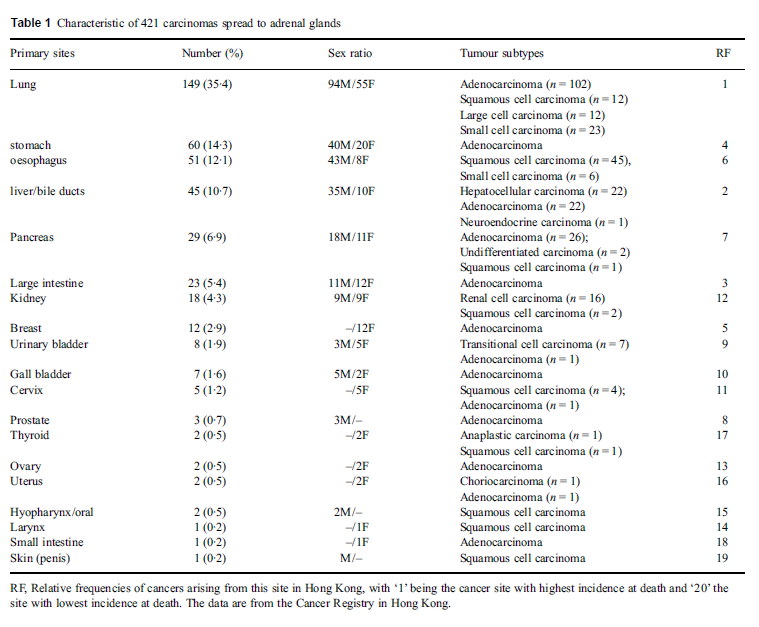 Table 1 Characteristic of 421 carcinomas spread to adrenal glands
Primary sites Number (%) Sex ratio Tumour subtypes RF
Lung 149 (35·4) 94M/55F Adenocarcinoma (n = 102) 1
Squamous cell carcinoma (n = 12)
Large cell carcinoma (n = 12)
Small cell carcinoma (n = 23)
stomach 60 (14·3) 40M/20F Adenocarcinoma 4
oesophagus 51 (12·1) 43M/8F Squamous cell carcinoma (n = 45), 6
Small cell carcinoma (n = 6)
liver/bile ducts 45 (10·7) 35M/10F Hepatocellular carcinoma (n = 22) 2
Adenocarcinoma (n = 22)
Neuroendocrine carcinoma (n = 1)
Pancreas 29 (6·9) 18M/11F Adenocarcinoma (n = 26); 7
Undifferentiated carcinoma (n = 2)
Squamous cell carcinoma (n = 1)
Large intestine 23 (5·4) 11M/12F Adenocarcinoma 3
Kidney 18 (4·3) 9M/9F Renal cell carcinoma (n = 16) 12
Squamous cell carcinoma (n = 2)
Breast 12 (2·9) –/12F Adenocarcinoma 5
Urinary bladder 8 (1·9) 3M/5F Transitional cell carcinoma (n = 7) 9
Adenocarcinoma (n = 1)
Gall bladder 7 (1·6) 5M/2F Adenocarcinoma 10
Cervix 5 (1·2) –/5F Squamous cell carcinoma (n = 4); 11
Adenocarcinoma (n = 1)
Prostate 3 (0·7) 3M/– Adenocarcinoma 8
Thyroid 2 (0·5) –/2F Anaplastic carcinoma (n = 1) 17
Squamous cell carcinoma (n = 1)
Ovary 2 (0·5) –/2F Adenocarcinoma 13
Uterus 2 (0·5) –/2F Choriocarcinoma (n = 1) 16
Adenocarcinoma (n = 1)
Hyopharynx/oral 2 (0·5) 2M/– Squamous cell carcinoma 15
Larynx 1 (0·2) –/1F Squamous cell carcinoma 14
Small intestine 1 (0·2) –/1F Adenocarcinoma 18
Skin (penis) 1 (0·2) M/– Squamous cell carcinoma 19
RF, Relative frequencies of cancers arising from this site in Hong Kong, with ‘1’ being the cancer site with highest incidence at death and ‘20’ the
site with lowest incidence at death. The data are from the Cancer Registry in Hong Kong.